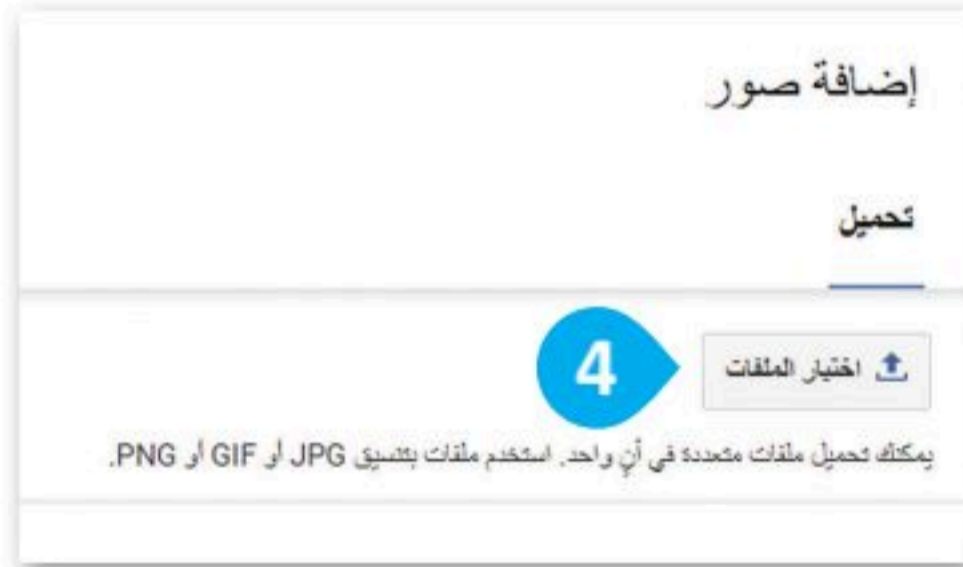 إضافة صور
تحميل
اختيار الملفات
4
يمكنك تحميل ملفات متعددة في أنٍ واحد. استخدم ملفات بتنسيق JPG أو GIF أو PNG.